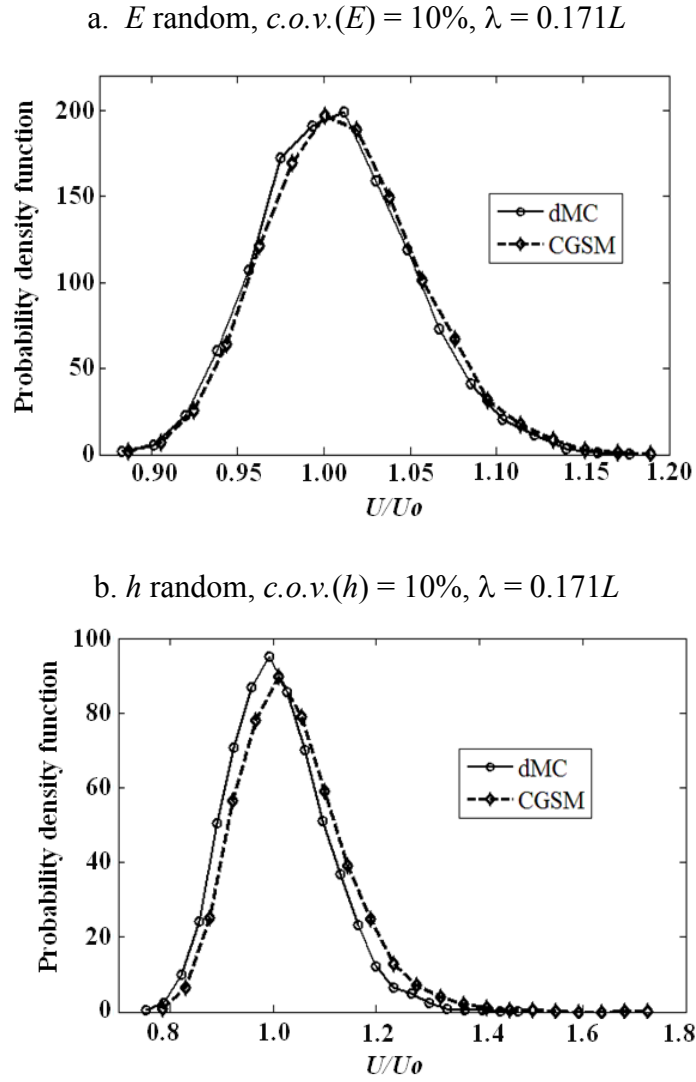 a. E random, c.o.v.(E) = 10%, λ = 0.171L
Probability density function
200
150
100
50
0
dMC
CGSM
0.90 0.95 1.00 1.05 1.10 1.15 1.20
U/Uo
b. h random, c.o.v.(h) = 10%, λ = 0.171L
Probability density function
100
80
60
40
20
0
dMC
CGSM
0.8 1.0 1.2 1.4 1.6 1.8
U/Uo